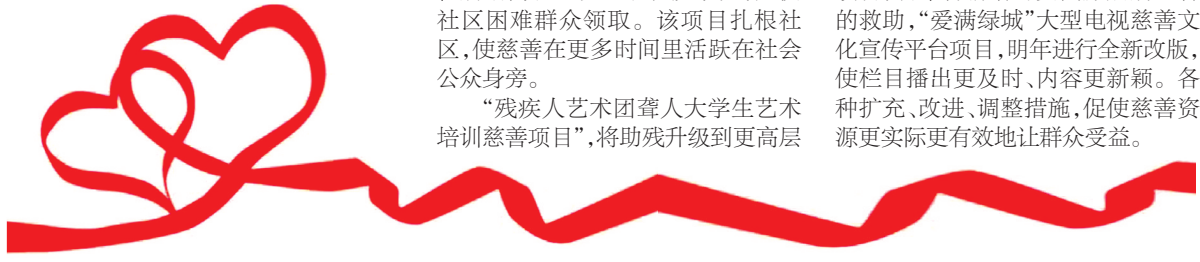 社区困难群众领取。该项目扎根社
区,使慈善在更多时间里活跃在社会
公众身旁。
“残疾人艺术团聋人大学生艺术
培训慈善项目”,将助残升级到更高层
的救助,“爱满绿城”大型电视慈善文
化宣传平台项目,明年进行全新改版,
使栏目播出更及时、内容更新颖。各
种扩充、改进、调整措施,促使慈善资
源更实际更有效地让群众受益。